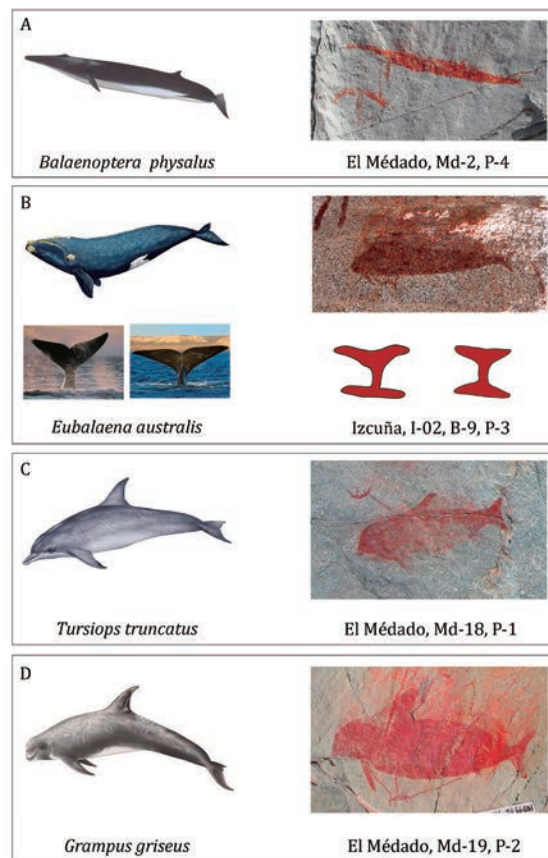 A
Balaenoptera physalus
El Médado, Md-2, P-4
B
Eubalaena australis
Izcuña, I-02, B-9, P-3
C
Tursiops truncatus
El Médado, Md-18, P-1
D
Grampus griseus
El Médado, Md-19, P-2